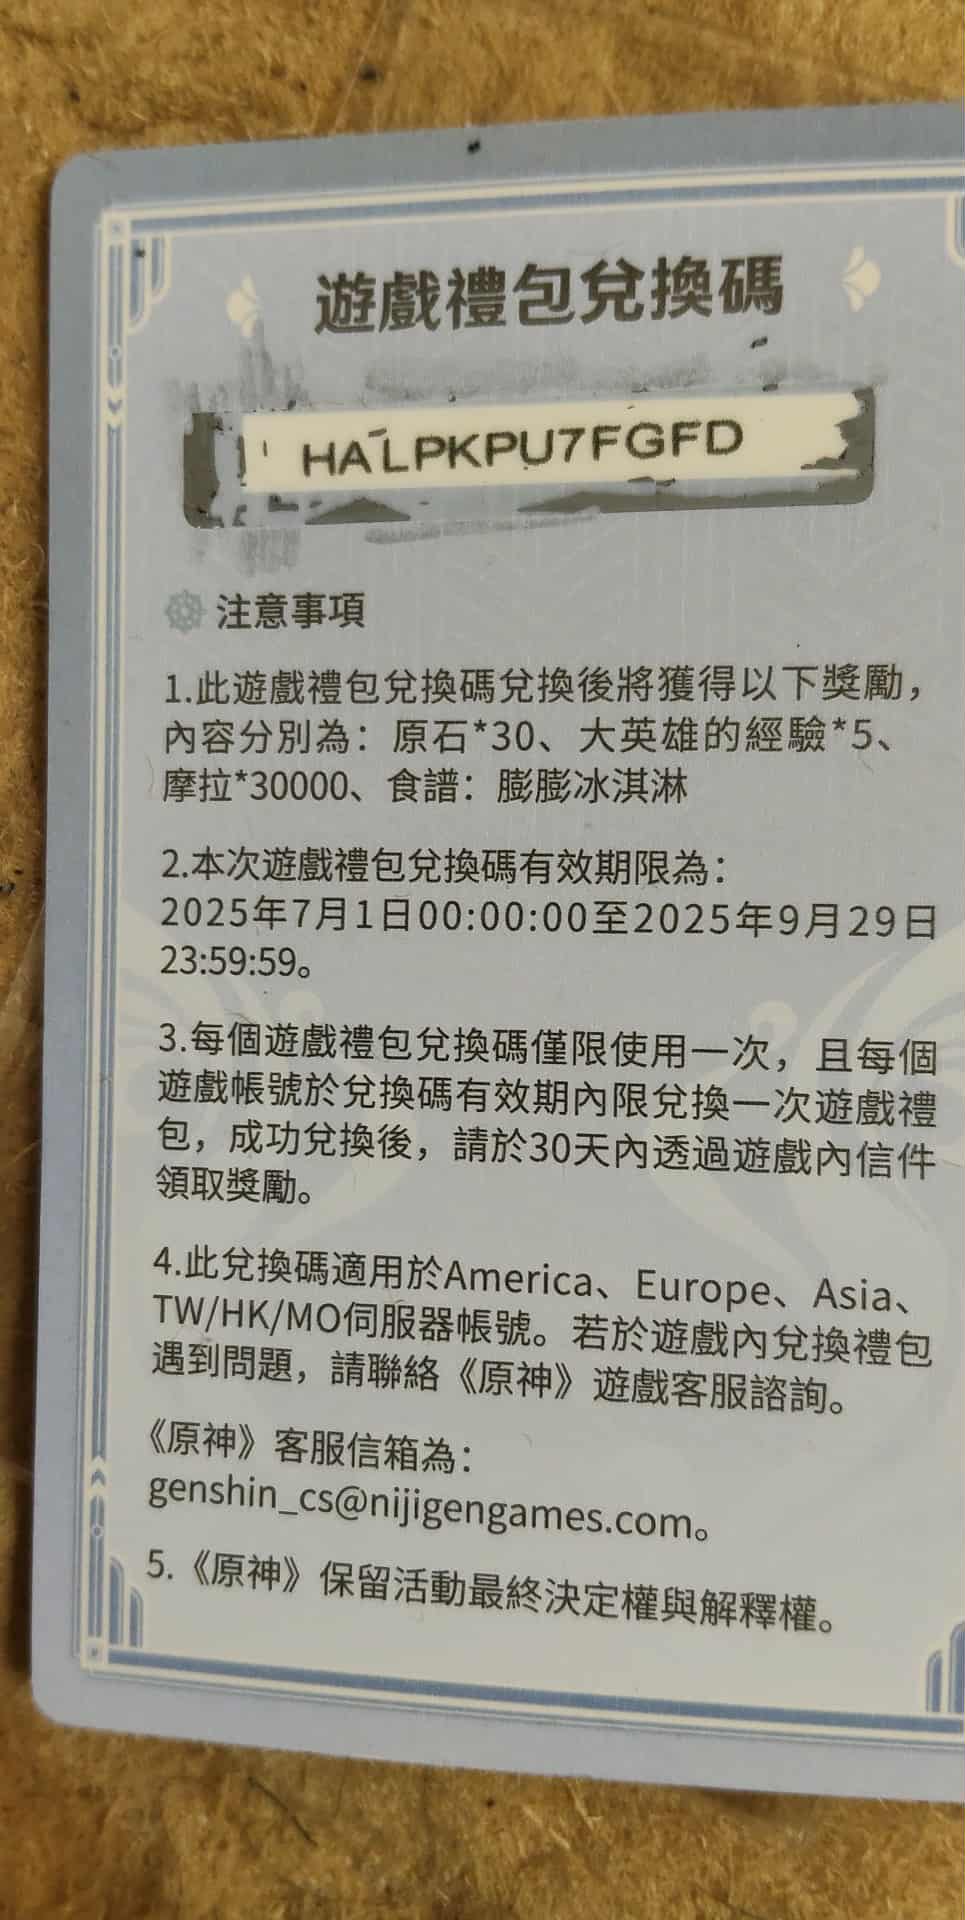 遊戲禮包兌換碼
HALPKPU7FGFD
注意事項
1.此遊戲禮包兌換碼兌換後將獲得以下獎勵，
內容分別為：原石*30、大英雄的經驗*5、
摩拉*30000、食譜：膨膨冰淇淋
2.本次遊戲禮包兌換碼有效期限為：
2025年7月1日00:00:00至2025年9月29日
23:59:59。
3.每個遊戲禮包兌換碼僅限使用一次，且每個
遊戲帳號於兌換碼有效期內限兌換一次遊戲禮
包，成功兌換後，請於30天內透過遊戲內信件
領取獎勵。
4.此兌換碼適用於America、Europe、Asia、
TW/HK/MO伺服器帳號。若於遊戲內兌換禮包
遇到問題，請聯絡《原神》遊戲客服諮詢。
《原神》客服信箱為：
genshin_cs@nijigengames.com。
5.《原神》保留活動最終決定權與解釋權。